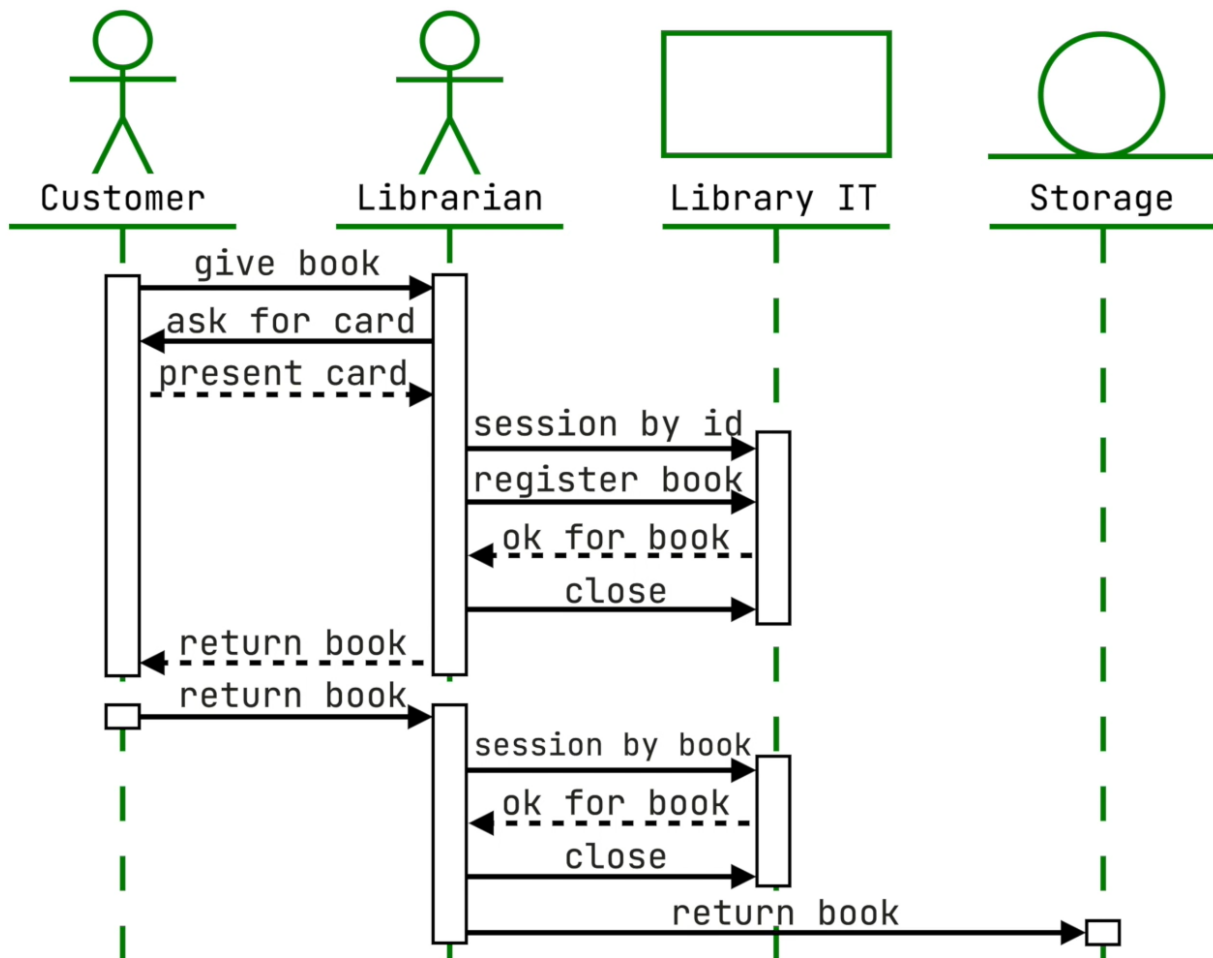 Customer
Librarian
Library IT
Storage
give book
ask for card
present card
session by id
register book
ok for book
close
return book
return book
session by book
ok for book
close
return book